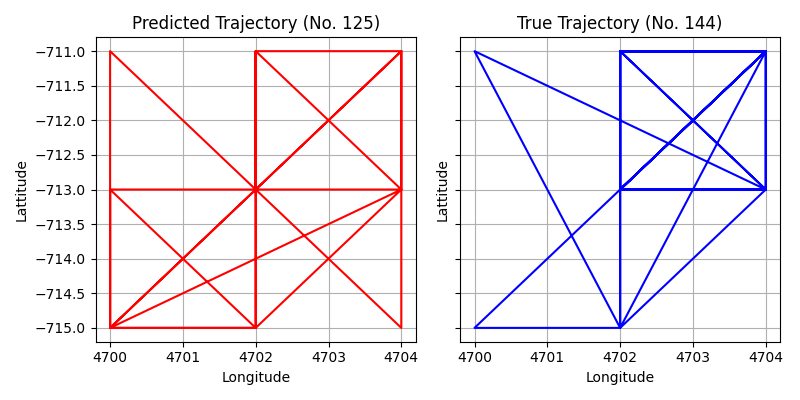 Predicted Trajectory (No. 125)
True Trajectory (No. 144)
−711.0
−711.5
−712.0
−712.5
−713.0
−713.5
−714.0
−714.5
−715.0
Lattitude
Lattitude
4700 4701 4702 4703 4704
4700 4701 4702 4703 4704
Longitude
Longitude